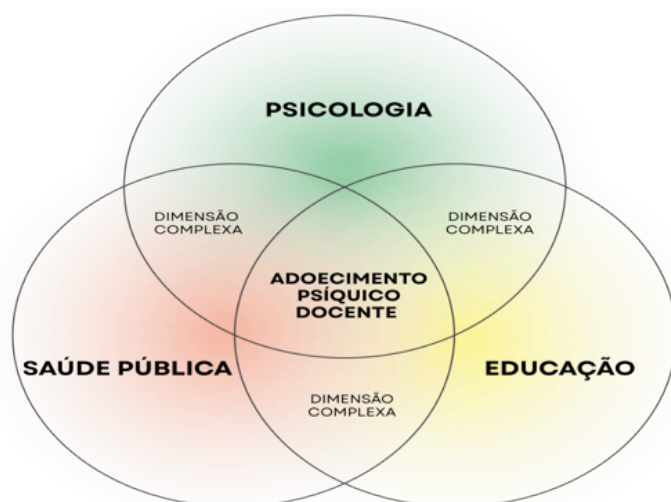 PSICOLOGIA
DIMENSÃO
COMPLEXA
DIMENSÃO
COMPLEXA
ADOECIMENTO
PSÍQUICO
DOCENTE
SAÚDE PÚBLICA
EDUCAÇÃO
DIMENSÃO
COMPLEXA